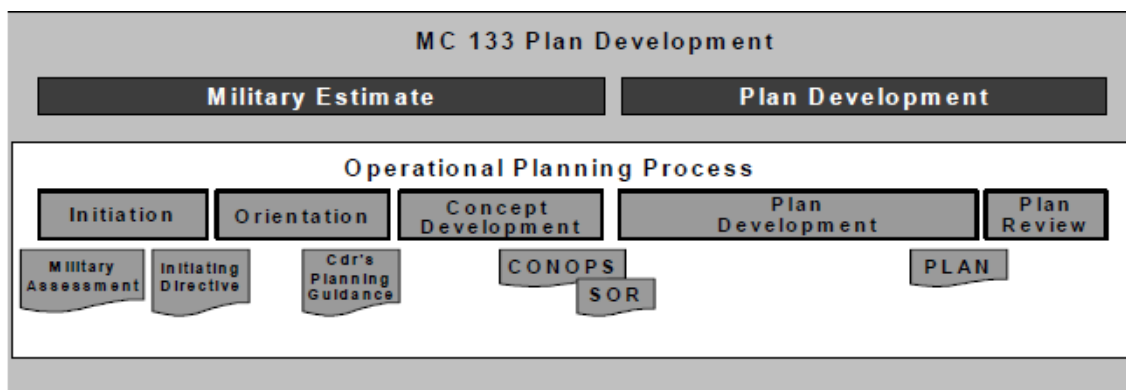 MC 133 Plan Development
Military Estimate
Plan Development
Operational Planning Process
Initiation
Orientation
Concept
Development
Plan
Development
Plan
Review
Military
Assessment
Initiating
Directive
Cdr's
Planning
Guidance
CONOPS
SOR
PLAN